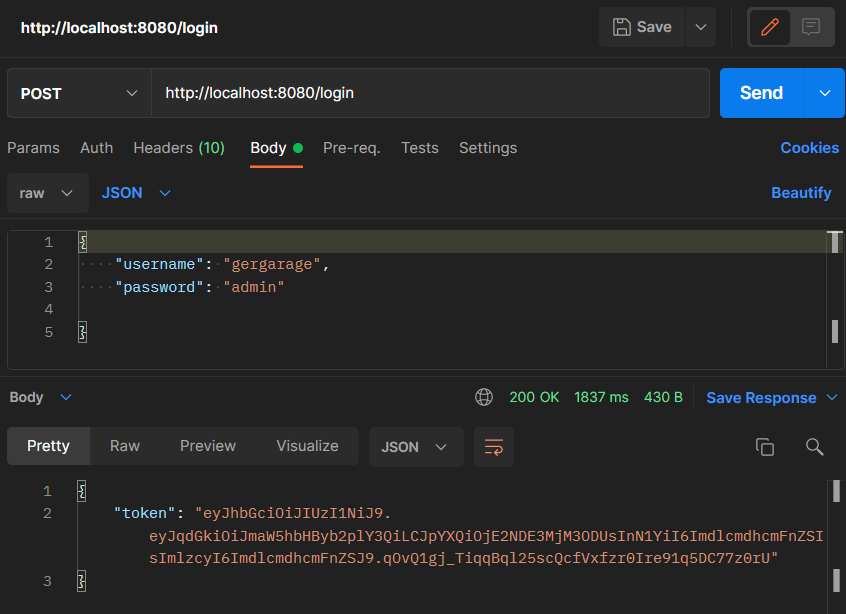 http://localhost:8080/login
Save
POST
http://localhost:8080/login
Send
Params Auth Headers (10) Body Pre-req. Tests Settings Cookies
raw JSON Beautify
1 {
2 "username": "gergarage",
3 "password": "admin"
4
5 }
Body 200 OK 1837 ms 430 B Save Response
Pretty Raw Preview Visualize JSON
1 {
2 "token": "eyJhbGciOiJIUzI1NiJ9.
eyJqdGkiOiJmaW5hbHByb2plY3QiLCJpYXQiOjE2NDE3MjM3ODUsInN1YiI6ImdlcmdhcmFnZSI
sImlzcyI6ImdlcmdhcmFnZSJ9.qOvQ1gj_TiqqBql25scQcfVxfzr0Ire91q5DC77z0rU"
3 }